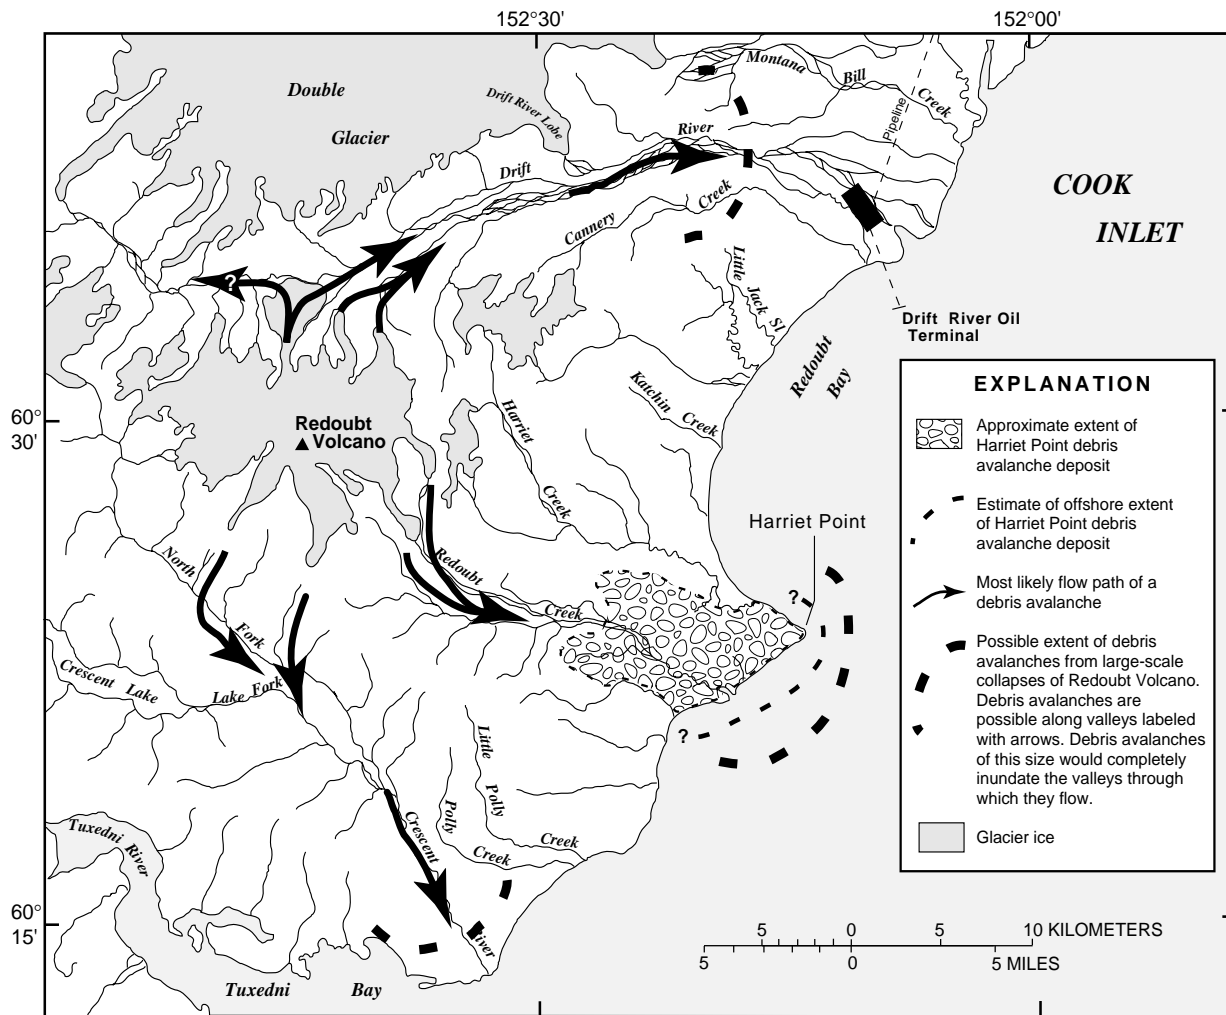 152°30'
152°00'
Double
Glacier
Drift River Lobe
Montana
Bill
Creek
Pipeline
River
Drift
Creek
Cannery
COOK
INLET
?
Little
Jack Sl
Drift River Oil
Terminal
Redoubt
Bay
60°
30'
Redoubt
Volcano
Harriet
Creek
Katchin
Creek
Harriet Point
North
Fork
Redoubt
Creek
?
Crescent Lake
Lake Fork
?
Little
Polly
Creek
Polly
Creek
Crescent
River
Tuxedni
River
60°
15'
Tuxedni Bay
EXPLANATION
Approximate extent of
Harriet Point debris
avalanche deposit
Estimate of offshore extent
of Harriet Point debris
avalanche deposit
Most likely flow path of a
debris avalanche
Possible extent of debris
avalanches from large-scale
collapses of Redoubt Volcano.
Debris avalanches are
possible along valleys labeled
with arrows. Debris avalanches
of this size would completely
inundate the valleys through
which they flow.
Glacier ice
5 0 5 10 KILOMETERS
5 0 5 MILES